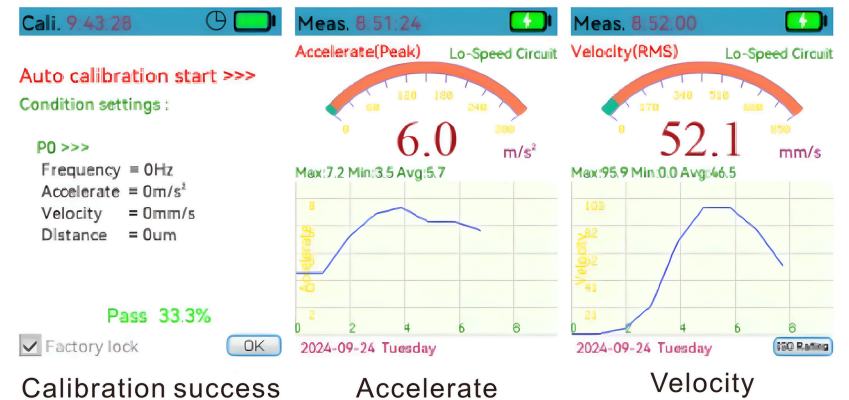 Cali. 9:43:28
Auto calibration start >>>
Condition settings :
P0 >>>
Frequency = 0Hz
Accelerate = 0m/s²
Velocity = 0mm/s
Distance = 0um
Pass 33.3%
Factory lock
OK
Calibration success
Meas. 8:51:24
Accelerate(Peak)
Lo-Speed Circuit
0 60 120 180 240 300
6.0
m/s²
Max:7.2 Min:3.5 Avg:5.7
8
2
Accelerate
0 2 4 6 8
2024-09-24 Tuesday
Accelerate
Meas. 8:52:00
Velocity(RMS)
Lo-Speed Circuit
0 170 340 510 680 850
52.1
mm/s
Max:95.9 Min:0.0 Avg:46.5
103
82
62
41
21
Velocity
0 2 4 6 8
2024-09-24 Tuesday
ISO Rating
Velocity